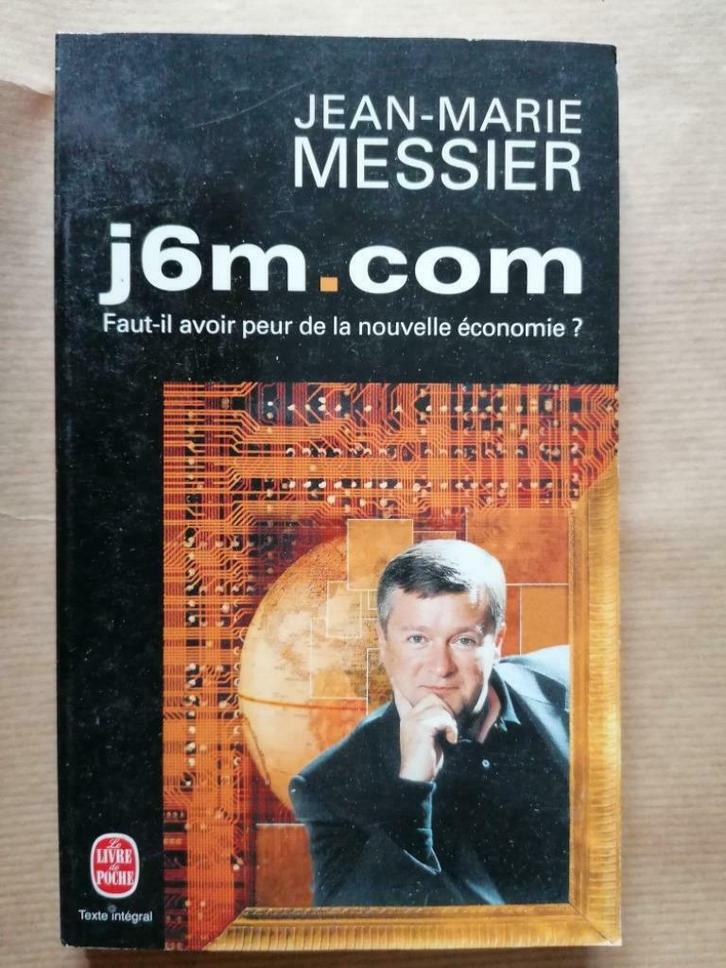 JEAN-MARIE
MESSIER
j6m.com
Faut-il avoir peur de la nouvelle économie ?
Le
LIVRE
de
POCHE
Texte intégral